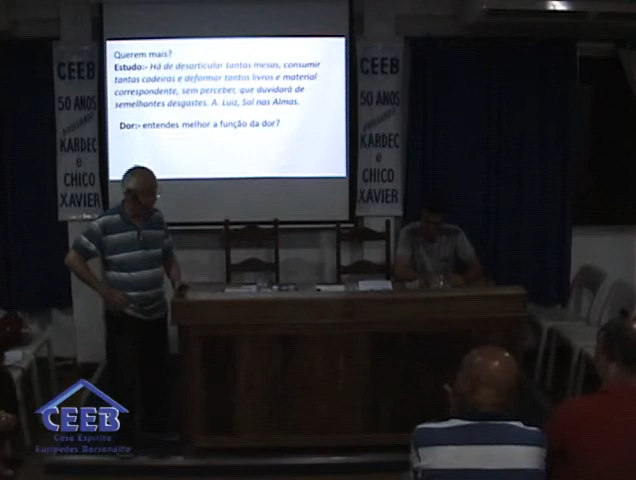 Querem mais?
Estudo:- Há de desarticular tantas mesas, consumir
tantas cadeiras e deformar tantos livros e material
correspondente, sem perceber, que duvidará de
semelhantes desgastes. A. Luiz, Sol nas Almas.
Dor:- entendes melhor a função da dor?
CEEB
50 ANOS
KARDEC
e
CHICO
XAVIER
CEEB
50 ANOS
KARDEC
e
CHICO
XAVIER
CEEB
Casa Espírita
Eurípedes Barsanulfo